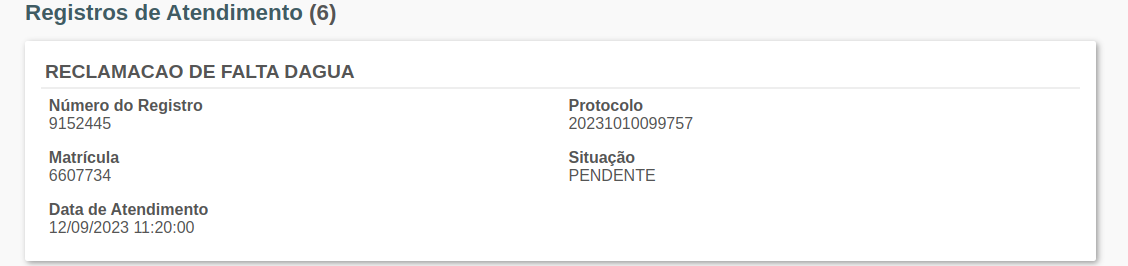 Registros de Atendimento (6)
RECLAMACAO DE FALTA DAGUA
Número do Registro
9152445
Protocolo
20231010099757
Matrícula
6607734
Situação
PENDENTE
Data de Atendimento
12/09/2023 11:20:00